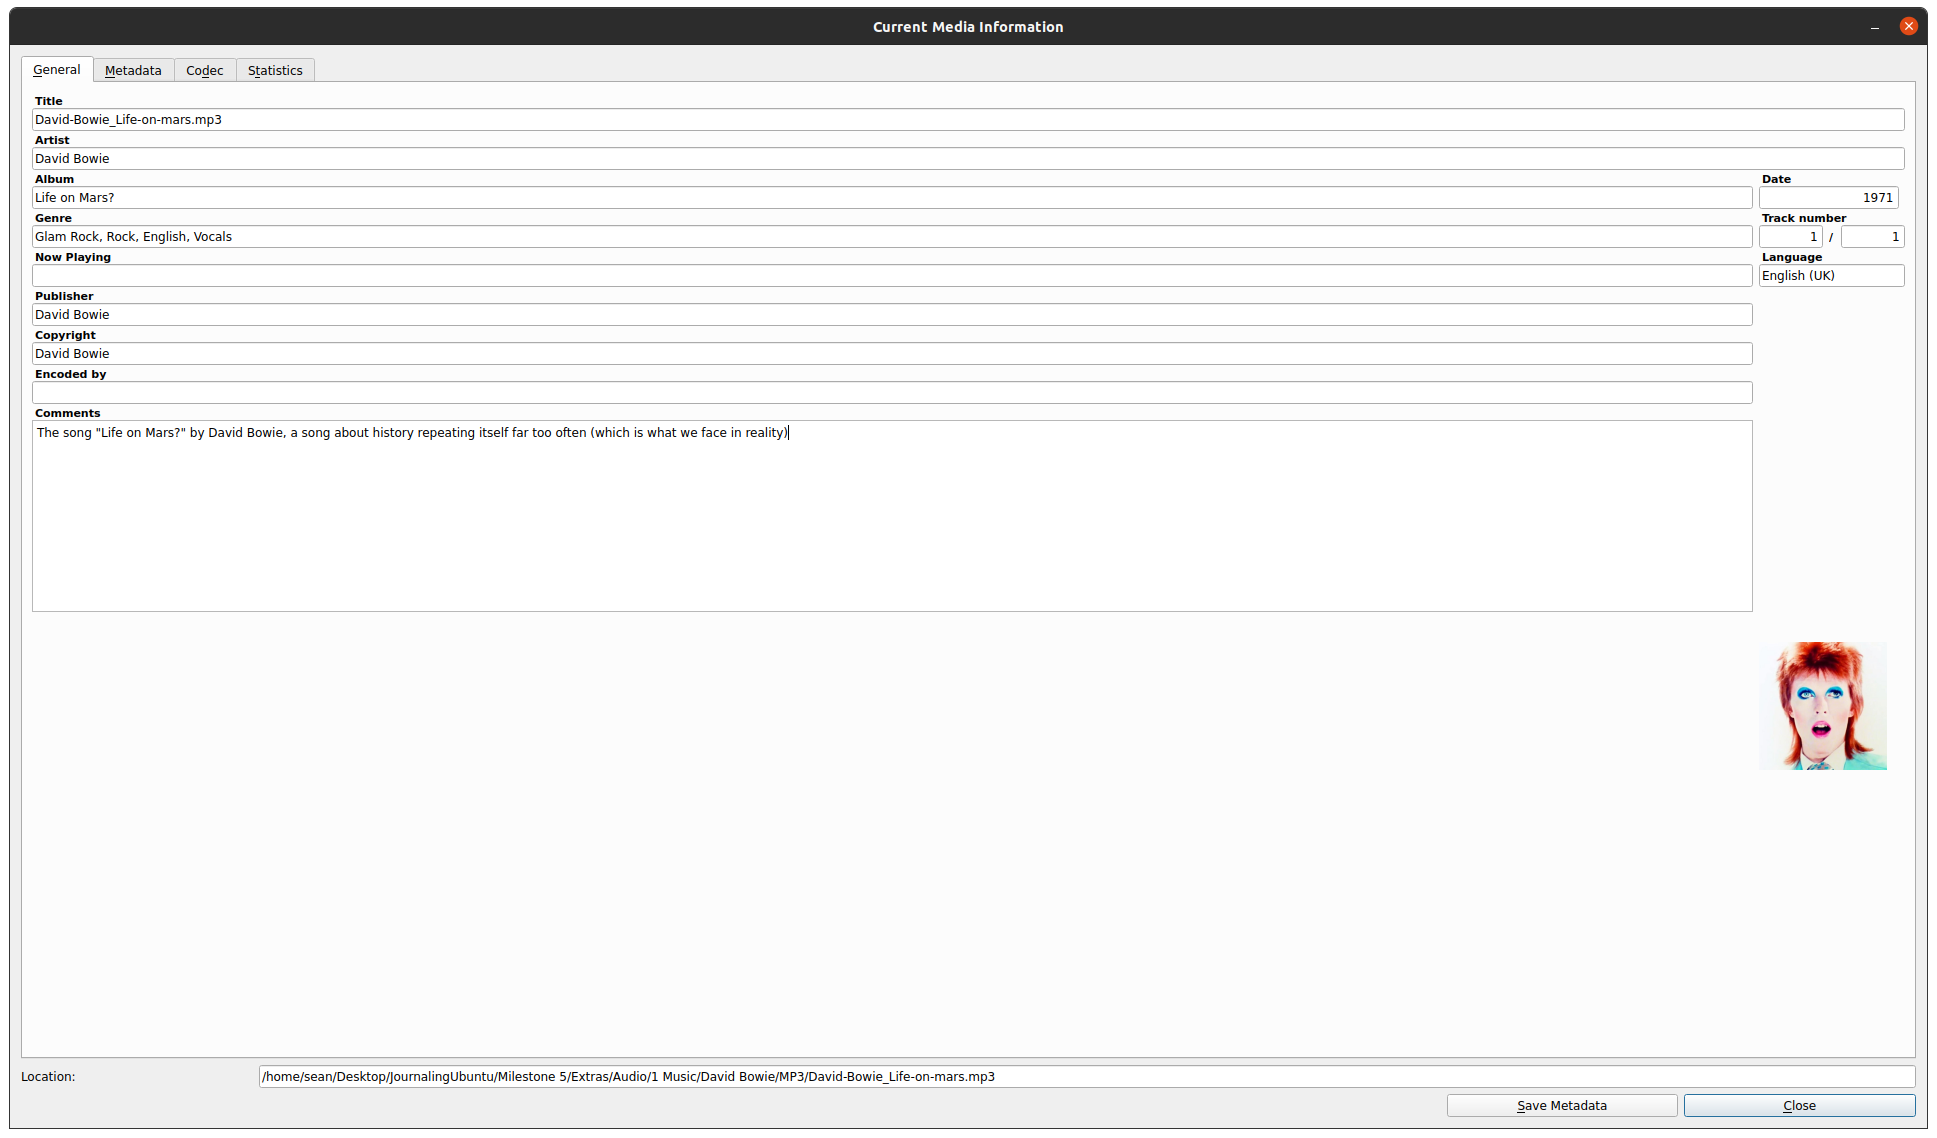 Current Media Information
General Metadata Codec Statistics
Title
David-Bowie_Life-on-mars.mp3
Artist
David Bowie
Album Date
Life on Mars? 1971
Genre Track number
Glam Rock, Rock, English, Vocals 1 / 1
Now Playing Language
English (UK)
Publisher
David Bowie
Copyright
David Bowie
Encoded by
Comments
The song "Life on Mars?" by David Bowie, a song about history repeating itself far too often (which is what we face in reality)
Location: /home/sean/Desktop/JournalingUbuntu/Milestone 5/Extras/Audio/1 Music/David Bowie/MP3/David-Bowie_Life-on-mars.mp3
Save Metadata Close